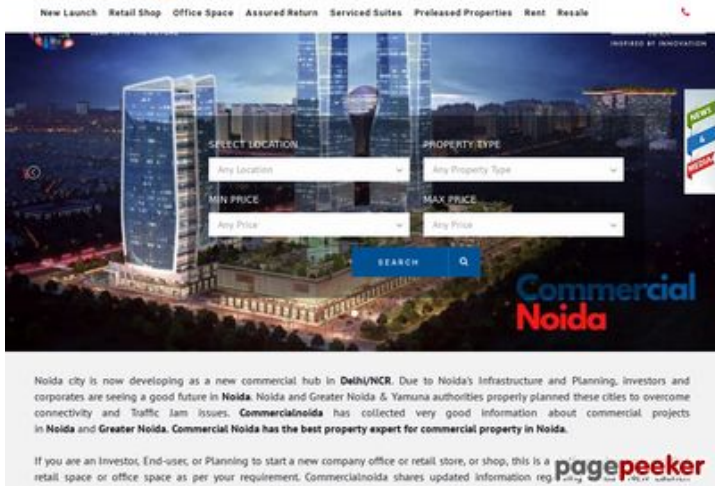 New Launch Retail Shop Office Space Assured Return Serviced Suites Preleased Properties Rent Resale
INSPIRED BY INNOVATION
NEWS
&
MEDIA
SELECT LOCATION PROPERTY TYPE
Any Location Any Property Type
MIN PRICE MAX PRICE
Any Price Any Price
SEARCH
Commercial
Noida
Noida city is now developing as a new commercial hub in Delhi/NCR. Due to Noida's Infrastructure and Planning, investors and
corporates are seeing a good future in Noida. Noida and Greater Noida & Yamuna authorities properly planned these cities to overcome
connectivity and Traffic Jam issues. Commercialnoida has collected very good information about commercial projects
in Noida and Greater Noida. Commercial Noida has the best property expert for commercial property in Noida.
If you are an Investor, End-user, or Planning to start a new company office or retail store, or shop, this is a
retail space or office space as per your requirement. Commercialnoida shares updated information
pagepeeker